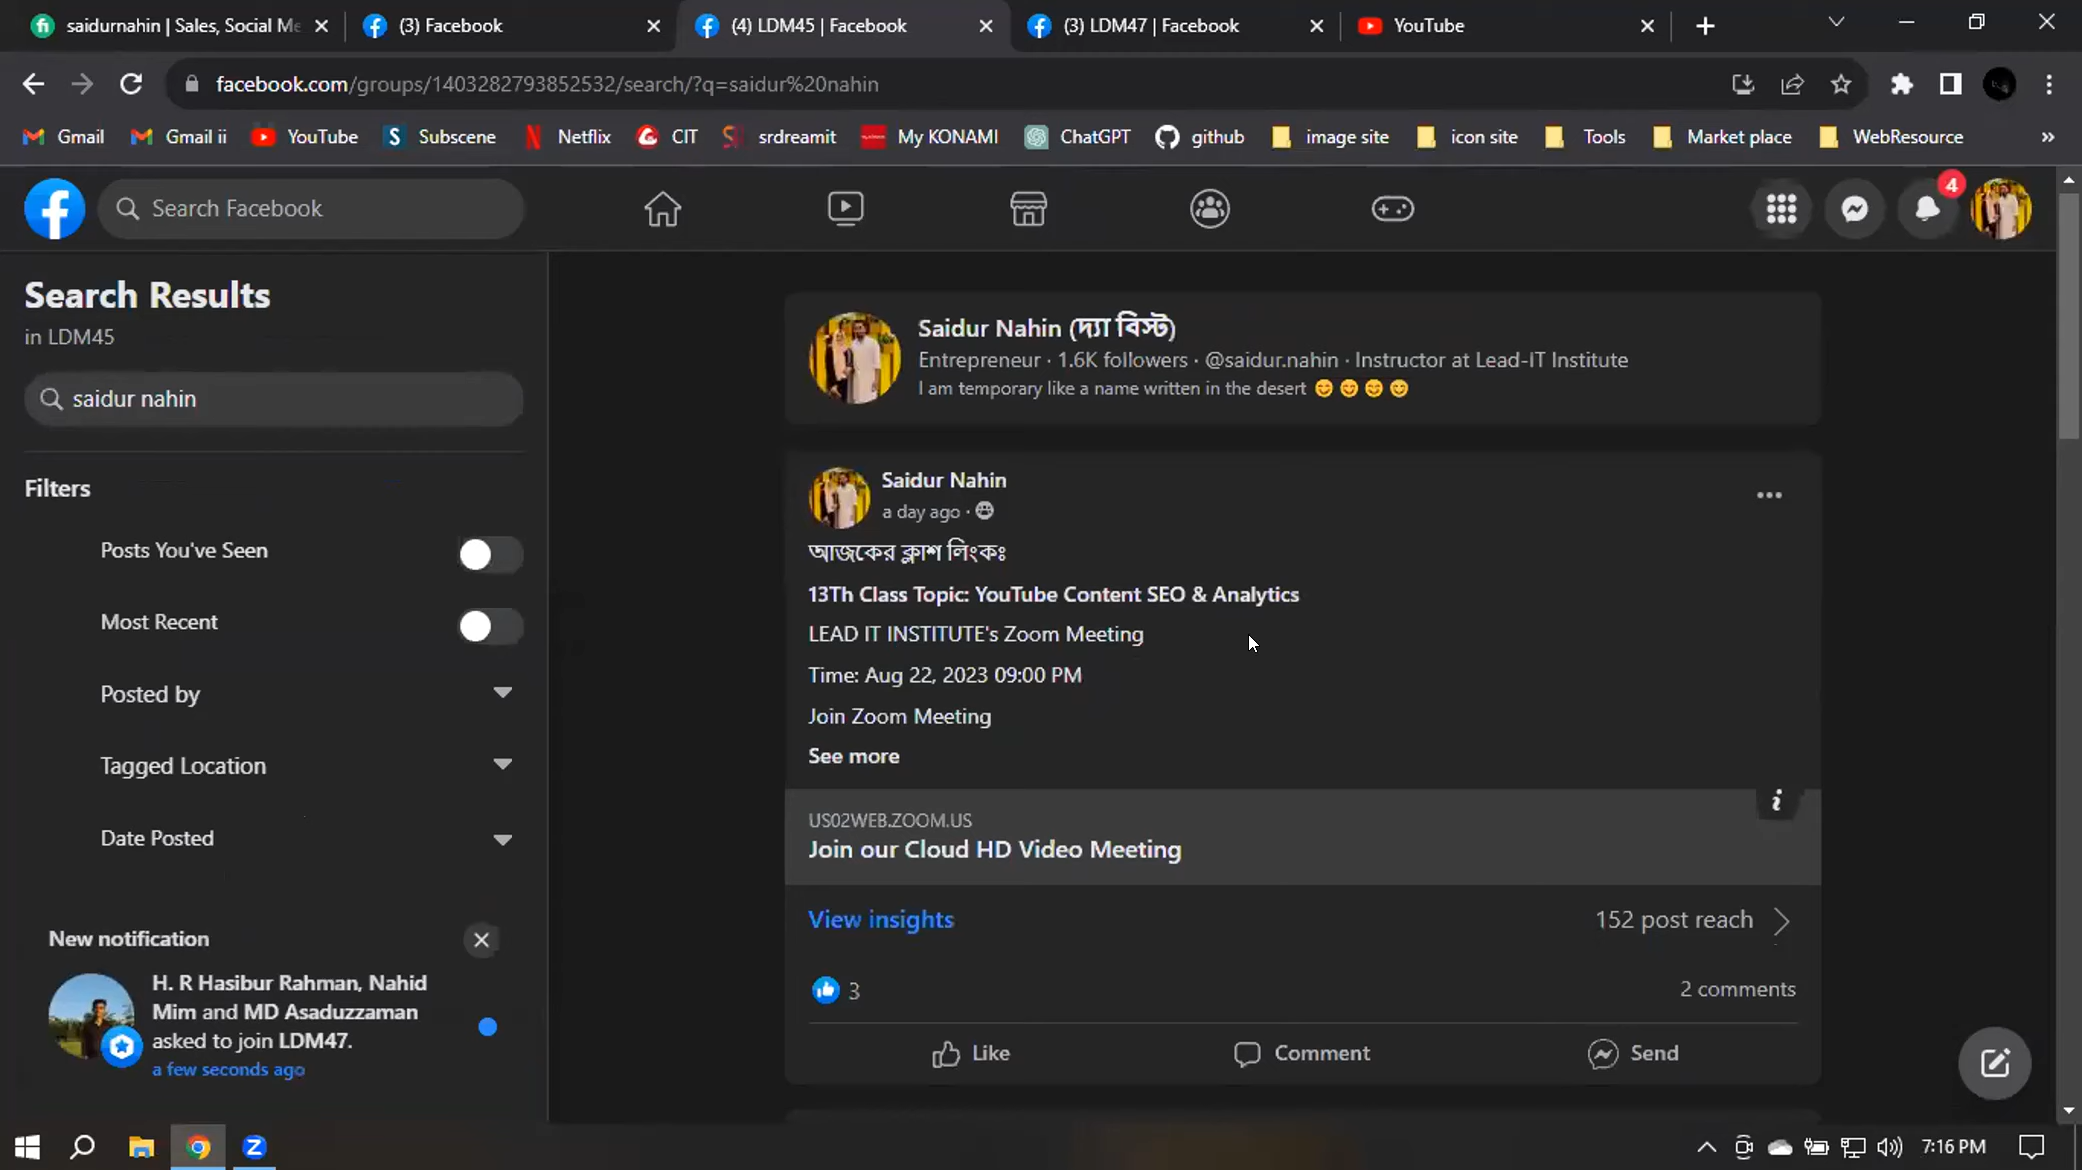 saidurnahin | Sales, Social Me
(3) Facebook
(4) LDM45 | Facebook
(3) LDM47 | Facebook
YouTube
facebook.com/groups/1403282793852532/search/?q=saidur%20nahin
Gmail
Gmail ii
YouTube
Subscene
Netflix
CIT
srdreamit
My KONAMI
ChatGPT
github
image site
icon site
Tools
Market place
WebResource
»
Search Facebook
4
Search Results
in LDM45
saidur nahin
Filters
Posts You've Seen
Most Recent
Posted by
Tagged Location
Date Posted
New notification
H. R Hasibur Rahman, Nahid
Mim and MD Asaduzzaman
asked to join LDM47.
a few seconds ago
Saidur Nahin (দ্যা বিস্ট)
Entrepreneur · 1.6K followers · @saidur.nahin · Instructor at Lead-IT Institute
I am temporary like a name written in the desert 😊 😊 😊 😊
Saidur Nahin
a day ago ·
আজকের ক্লাশ লিংকঃ
13Th Class Topic: YouTube Content SEO & Analytics
LEAD IT INSTITUTE's Zoom Meeting
Time: Aug 22, 2023 09:00 PM
Join Zoom Meeting
See more
US02WEB.ZOOM.US
Join our Cloud HD Video Meeting
View insights
152 post reach
3
2 comments
Like
Comment
Send
7:16 PM